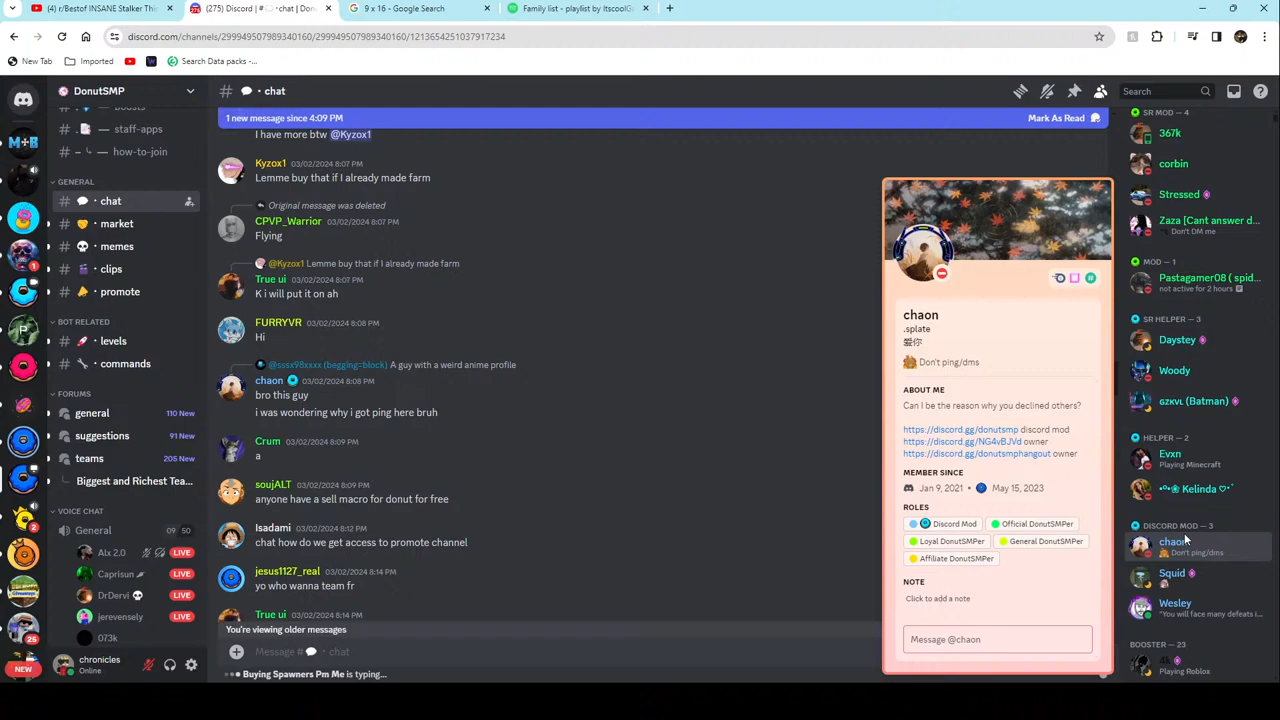 (4) r/Bestof INSANE Stalker Thi
(275) Discord | #
chat | Don
9 x 16 - Google Search
Family list - playlist by ItscoolG
discord.com/channels/299949507989340160/299949507989340160/1213654251037917234
New Tab
Imported
Search Data packs -...
DonutSMP
boosts
staff-apps
how-to-join
GENERAL
chat
market
memes
clips
promote
BOT RELATED
levels
commands
FORUMS
general 110 New
suggestions 91 New
teams 205 New
Biggest and Richest Tea...
VOICE CHAT
General 09 50
Alx 2.0 LIVE
Caprisun LIVE
DrDervi LIVE
jerevensely LIVE
073k
NEW
chronicles
Online
1
P
2
25
# chat
Search
1 new message since 4:09 PM Mark As Read
I have more btw @Kyzox1
Kyzox1 03/02/2024 8:07 PM
Lemme buy that if I already made farm
Original message was deleted
CPVP_Warrior 03/02/2024 8:07 PM
Flying
@Kyzox1 Lemme buy that if I already made farm
True ui 03/02/2024 8:07 PM
K i will put it on ah
FURRYVR 03/02/2024 8:08 PM
Hi
@sssx98xxxx (begging=block) A guy with a weird anime profile
chaon 03/02/2024 8:08 PM
bro this guy
i was wondering why i got ping here bruh
Crum 03/02/2024 8:09 PM
a
soujALT 03/02/2024 8:09 PM
anyone have a sell macro for donut for free
Isadami 03/02/2024 8:12 PM
chat how do we get access to promote channel
jesus1127_real 03/02/2024 8:14 PM
yo who wanna team fr
True ui 03/02/2024 8:14 PM
You're viewing older messages
Message # chat
Buying Spawners Pm Me is typing...
chaon
.splate
爱你
Don't ping/dms
ABOUT ME
Can I be the reason why you declined others?
https://discord.gg/donutsmp discord mod
https://discord.gg/NG4vBJVd owner
https://discord.gg/donutsmphangout owner
MEMBER SINCE
Jan 9, 2021 • May 15, 2023
ROLES
Discord Mod Official DonutSMPer
Loyal DonutSMPer General DonutSMPer
Affiliate DonutSMPer
NOTE
Click to add a note
Message @chaon
SR MOD — 4
367k
corbin
Stressed
Zaza [Cant answer d...
Don't DM me
MOD — 1
Pastagamer08 ( spid...
not active for 2 hours
SR HELPER — 3
Daystey
Woody
ɢᴢᴋᴠʟ (Batman)
HELPER — 2
Evxn
Playing Minecraft
Kelinda
DISCORD MOD — 3
chaon
Don't ping/dms
Squid
Wesley
"You will face many defeats i...
BOOSTER — 23
4k
Playing Roblox